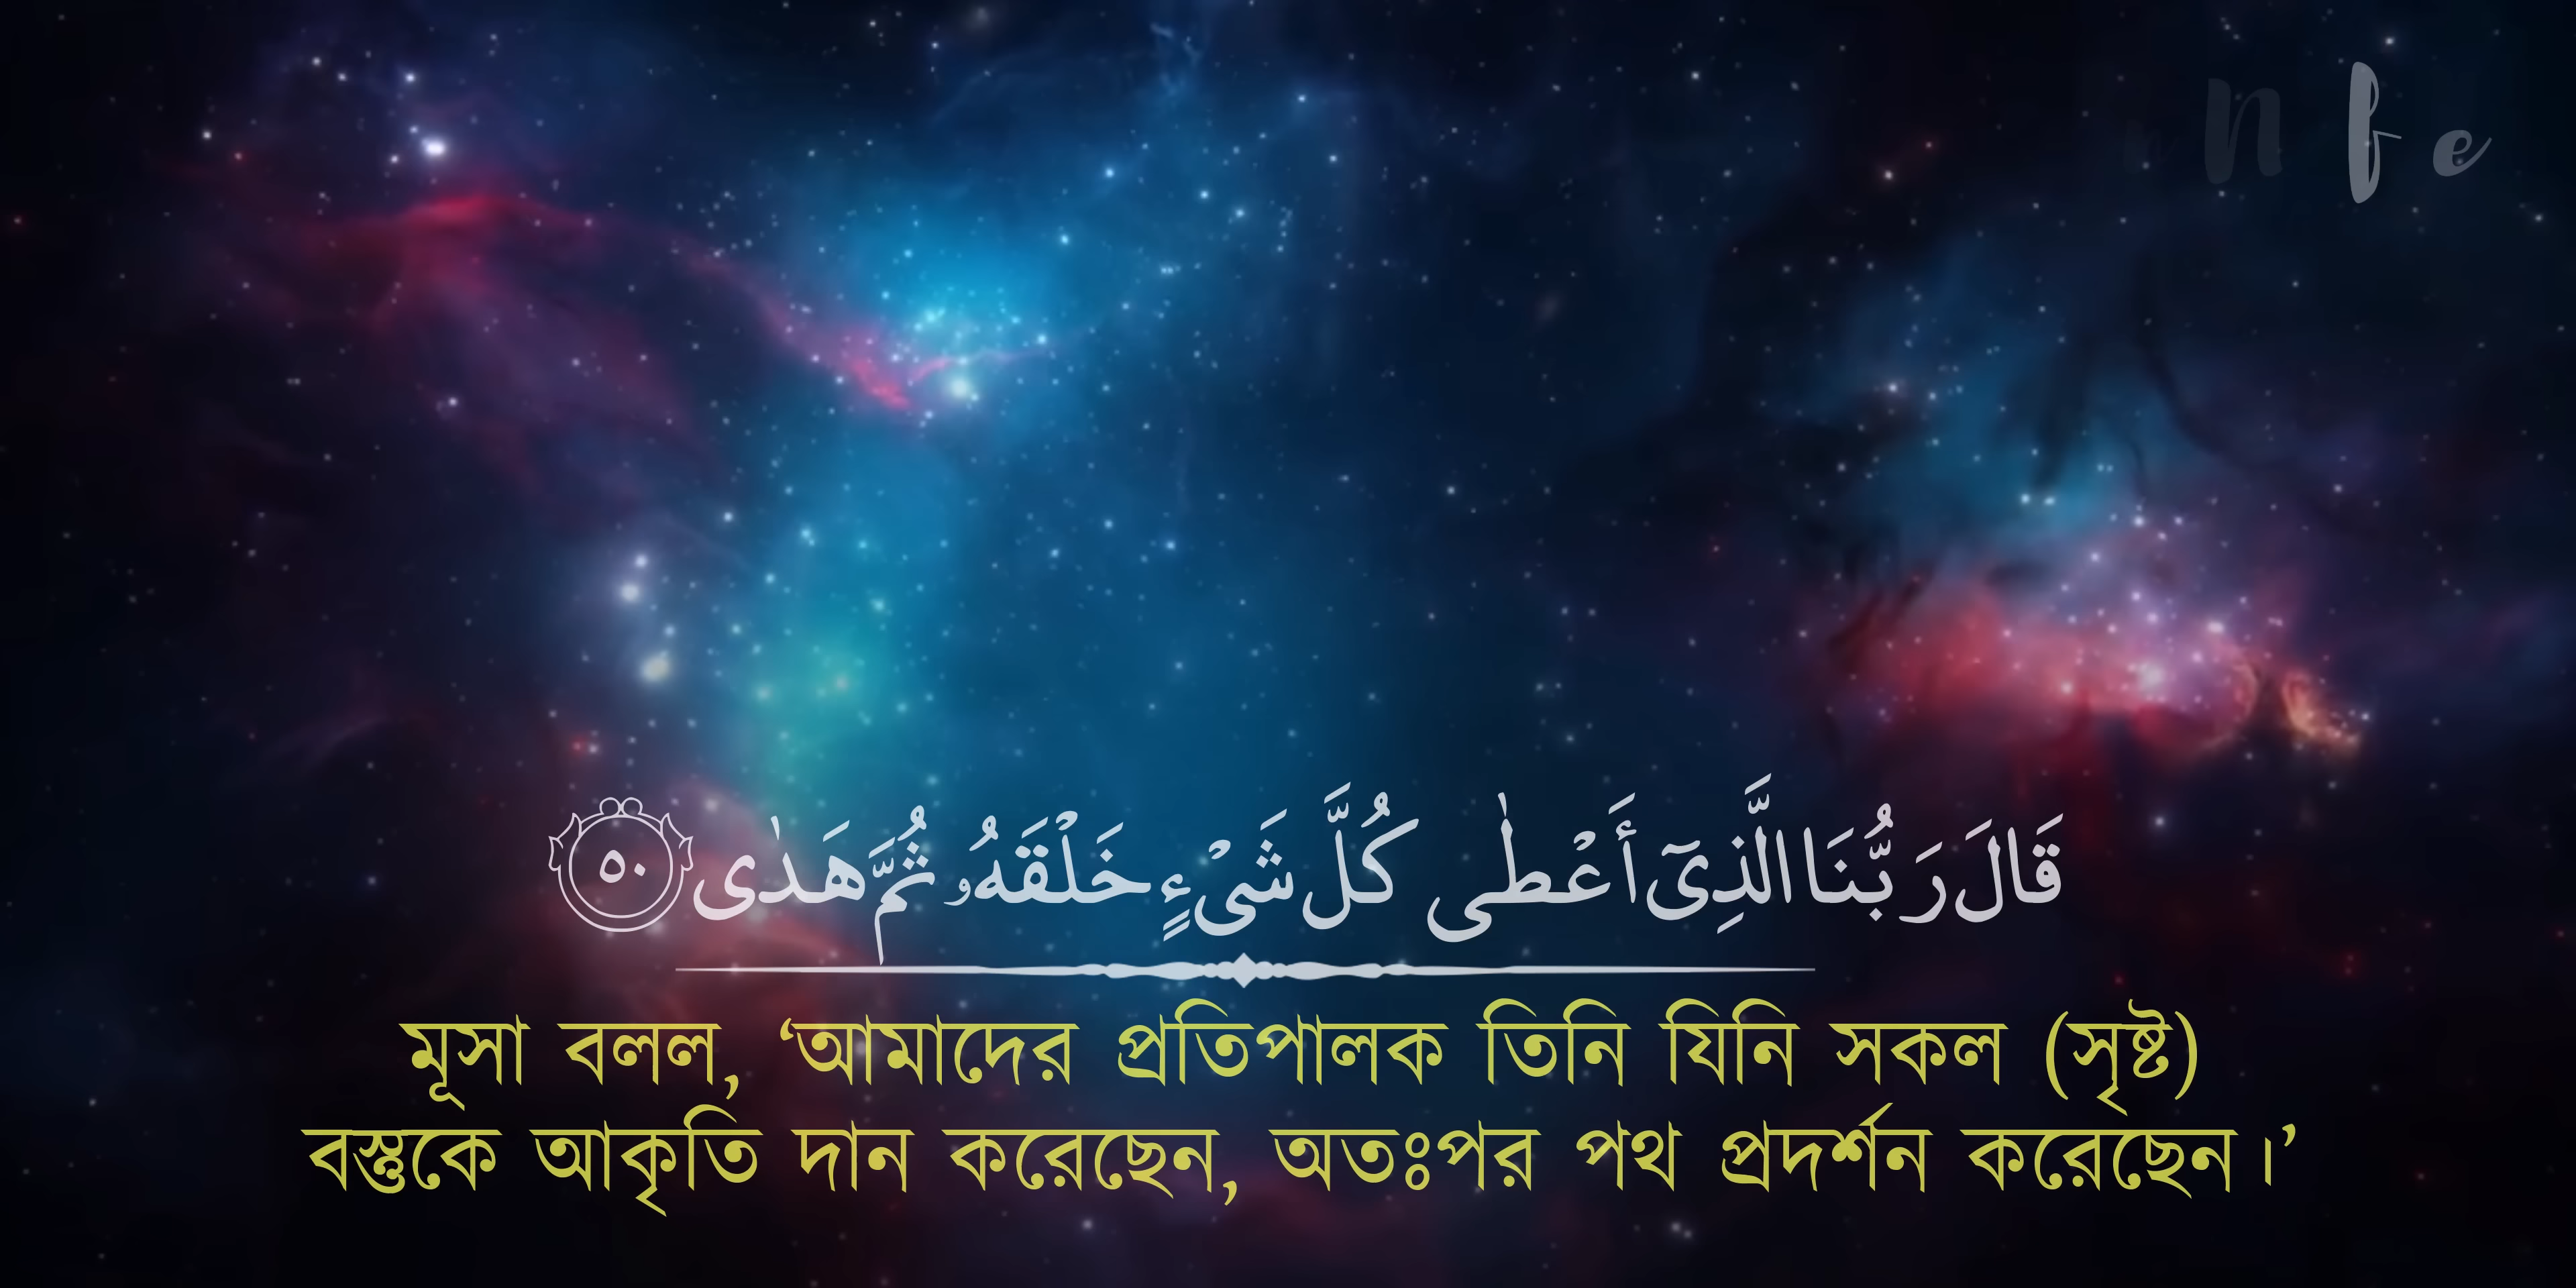 n f e
قَالَ رَبُّنَا الَّذِىٓ أَعْطٰى كُلَّ شَىْءٍ خَلْقَهُۥ ثُمَّ هَدٰى ٥٠
মূসা বলল, ‘আমাদের প্রতিপালক তিনি যিনি সকল (সৃষ্ট)
বস্তুকে আকৃতি দান করেছেন, অতঃপর পথ প্রদর্শন করেছেন।’